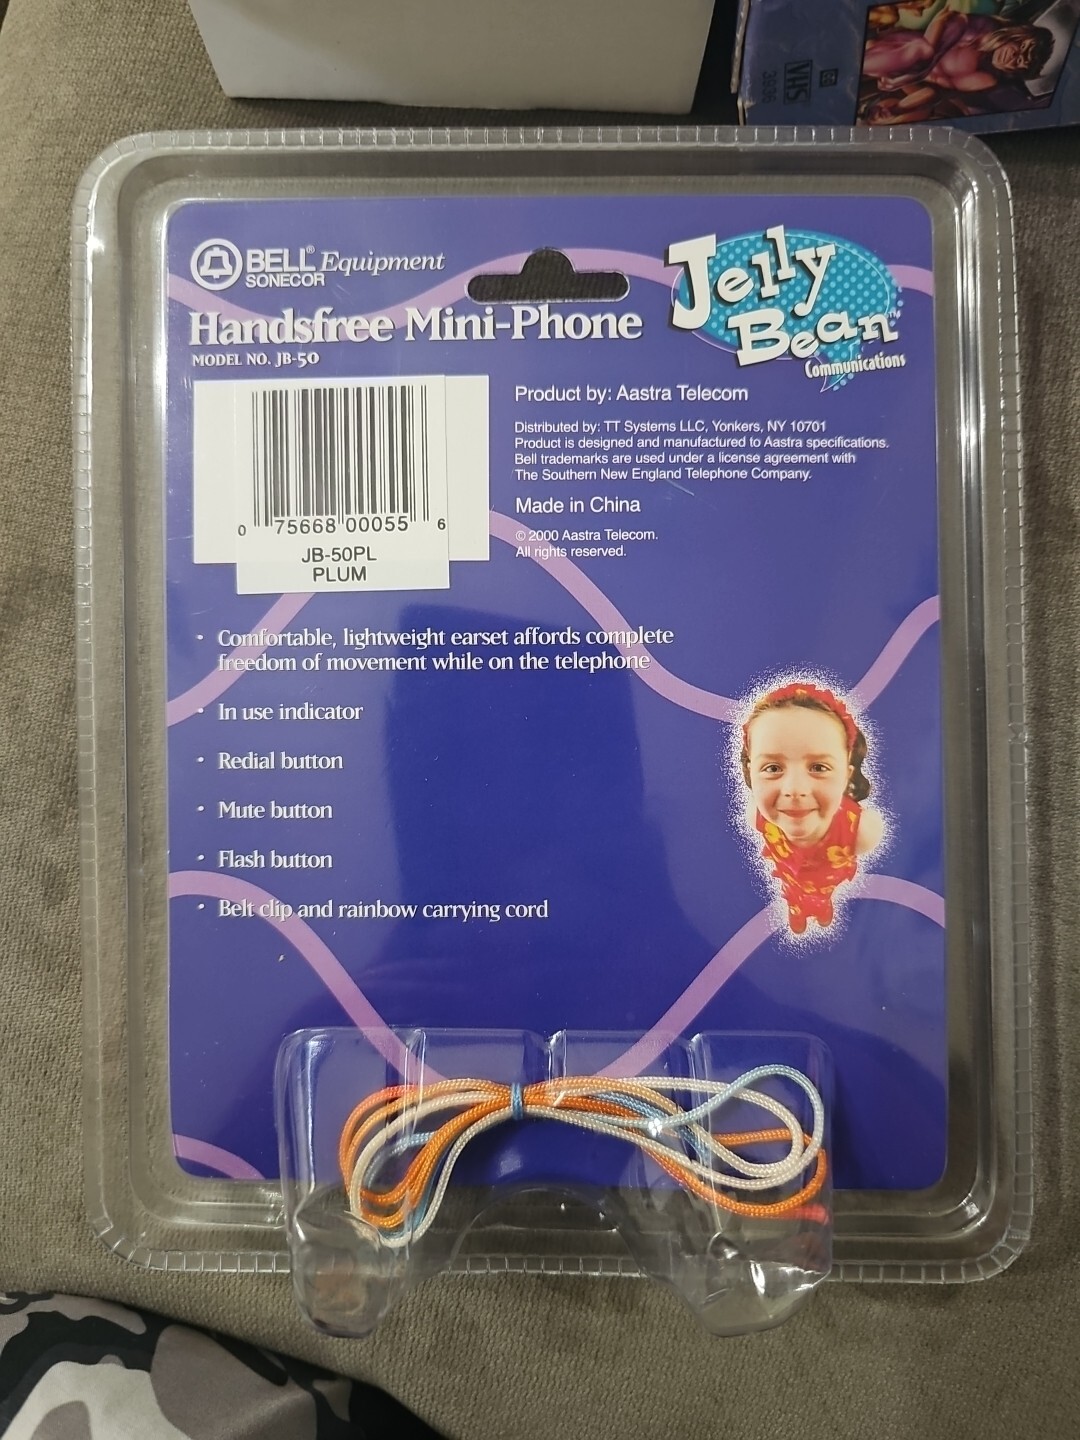 VHS
3936
BELL® Equipment
SONECOR
Handsfree Mini-Phone
MODEL NO. JB-50
Jelly
Bean™
Communications
0 75668 00055 6
JB-50PL
PLUM
Product by: Aastra Telecom
Distributed by: TT Systems LLC, Yonkers, NY 10701
Product is designed and manufactured to Aastra specifications.
Bell trademarks are used under a license agreement with
The Southern New England Telephone Company.
Made in China
© 2000 Aastra Telecom.
All rights reserved.
• Comfortable, lightweight earset affords complete
freedom of movement while on the telephone
• In use indicator
• Redial button
• Mute button
• Flash button
• Belt clip and rainbow carrying cord